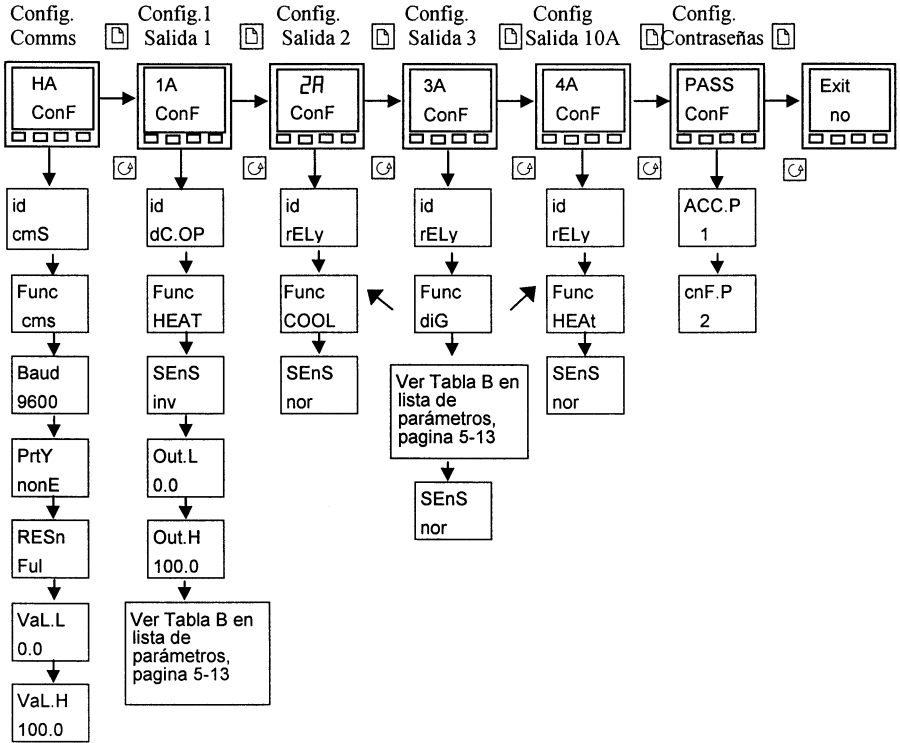 Config.
Comms
Config.1
Salida 1
Config.
Salida 2
Config.
Salida 3
Config
Salida 10A
Config.
Contraseñas
HA
ConF
1A
ConF
2A
ConF
3A
ConF
4A
ConF
PASS
ConF
Exit
no
id
cmS
Func
cms
Baud
9600
PrtY
nonE
RESn
Ful
VaL.L
0.0
VaL.H
100.0
id
dC.OP
Func
HEAT
SEnS
inv
Out.L
0.0
Out.H
100.0
Ver Tabla B en
lista de
parámetros,
pagina 5-13
id
rELy
Func
COOL
SEnS
nor
id
rELy
Func
diG
Ver Tabla B en
lista de
parámetros,
pagina 5-13
SEnS
nor
id
rELy
Func
HEAt
SEnS
nor
ACC.P
1
cnF.P
2